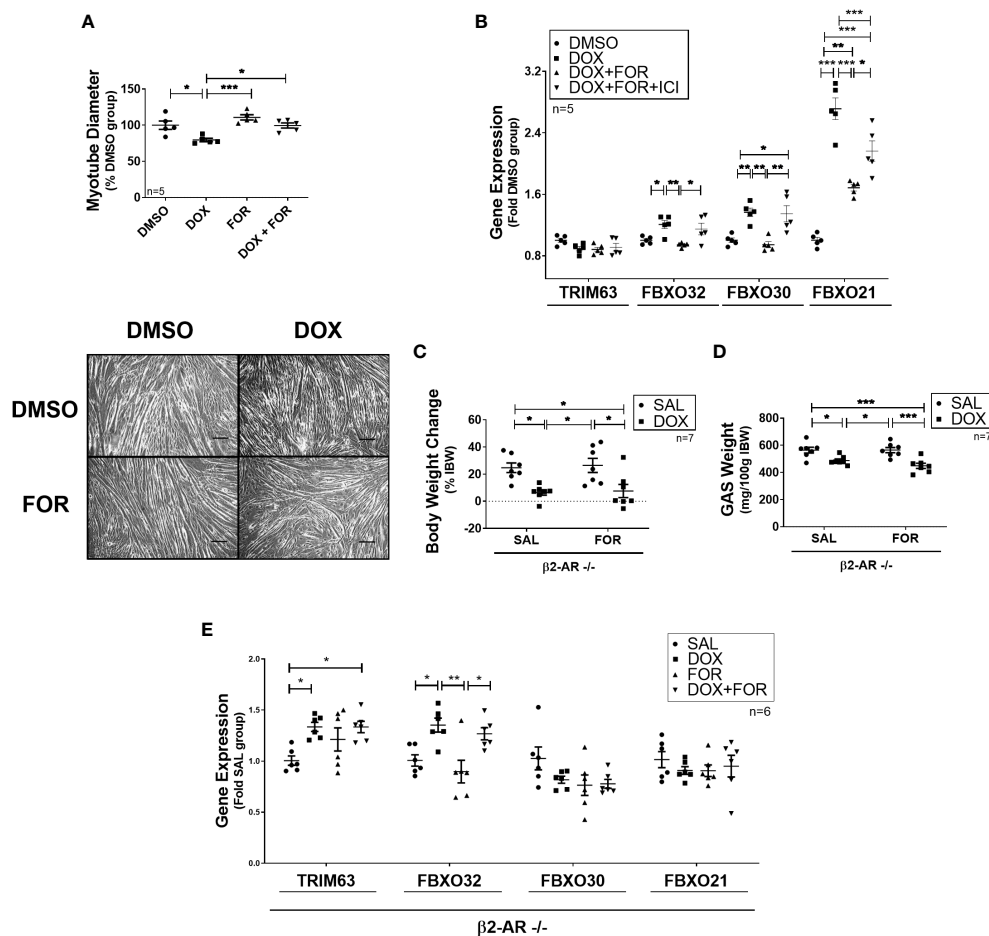 A
Myotube Diameter
(% DMSO group)
150
100
50
0
*
***
*
n=5
DMSO
DOX
FOR
DOX + FOR
B
Gene Expression
(Fold DMSO group)
3.2
2.4
1.6
0.8
DMSO
DOX
DOX+FOR
DOX+FOR+ICI
n=5
* ** *
*
** ** **
***
***
**
*** *** *
TRIM63
FBXO32
FBXO30
FBXO21
DMSO
DOX
DMSO
FOR
C
Body Weight Change
(% IBW)
60
40
20
0
-20
*
* * *
SAL
DOX
n=7
SAL
FOR
β2-AR -/-
D
GAS Weight
(mg/100g IBW)
800
600
400
200
0
***
* * ***
SAL
DOX
n=7
SAL
FOR
β2-AR -/-
E
Gene Expression
(Fold SAL group)
2.0
1.5
1.0
0.5
0.0
*
*
* ** *
SAL
DOX
FOR
DOX+FOR
n=6
TRIM63
FBXO32
FBXO30
FBXO21
β2-AR -/-